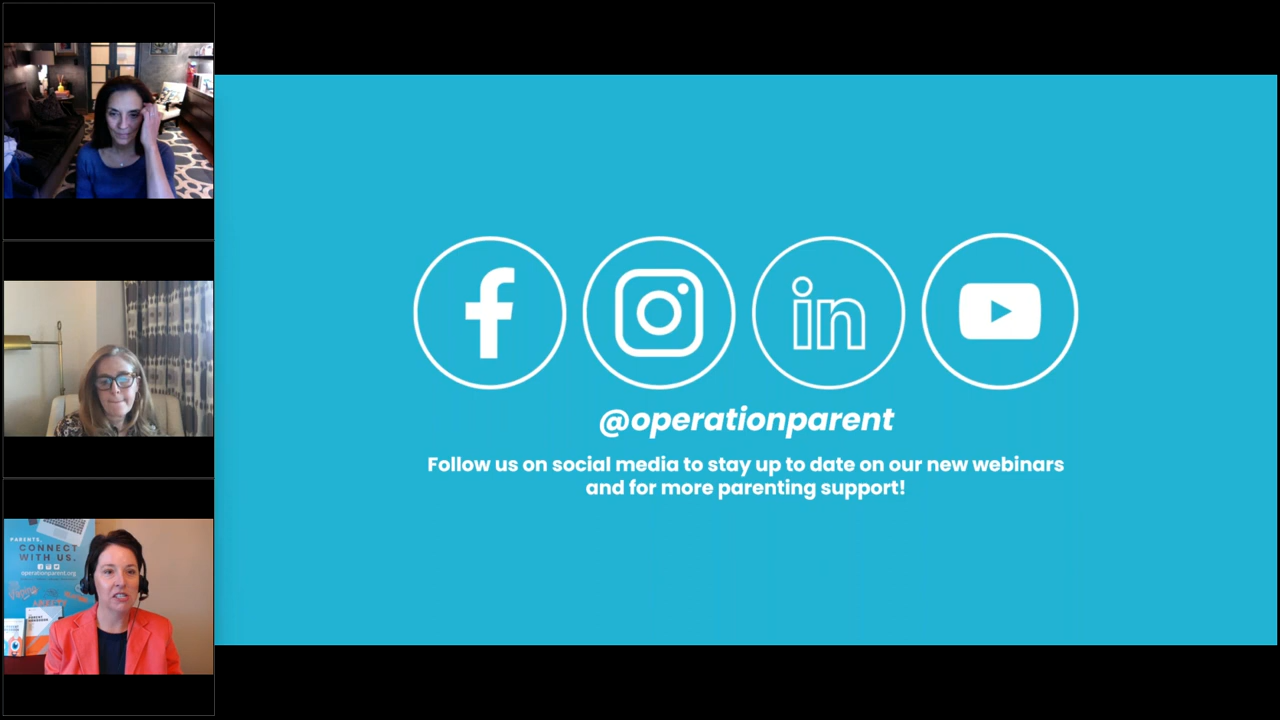 @operationparent
Follow us on social media to stay up to date on our new webinars
and for more parenting support!
PARENTS,
CONNECT
WITH US.
operationparent.org